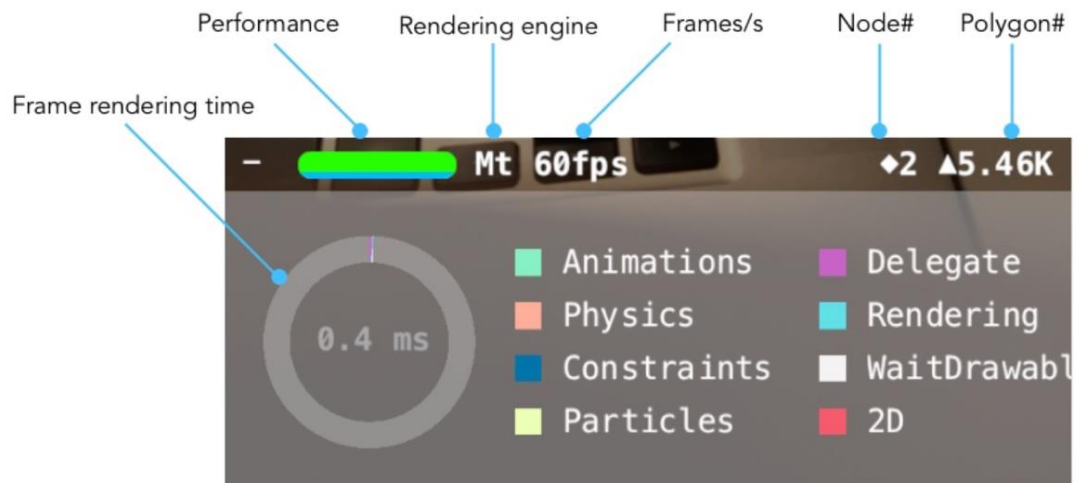 Performance
Rendering engine
Frames/s
Node#
Polygon#
Frame rendering time
– Mt 60fps ◆2 ▲5.46K
0.4 ms
Animations
Delegate
Physics
Rendering
Constraints
WaitDrawabl
Particles
2D